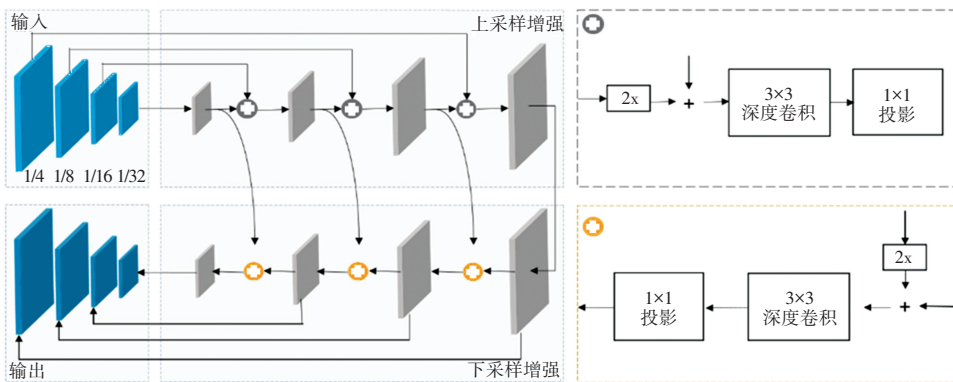 输入
上采样增强
1/4 1/8 1/16 1/32
输出
下采样增强
2x
+
3×3
深度卷积
1×1
投影
2x
+
3×3
深度卷积
1×1
投影